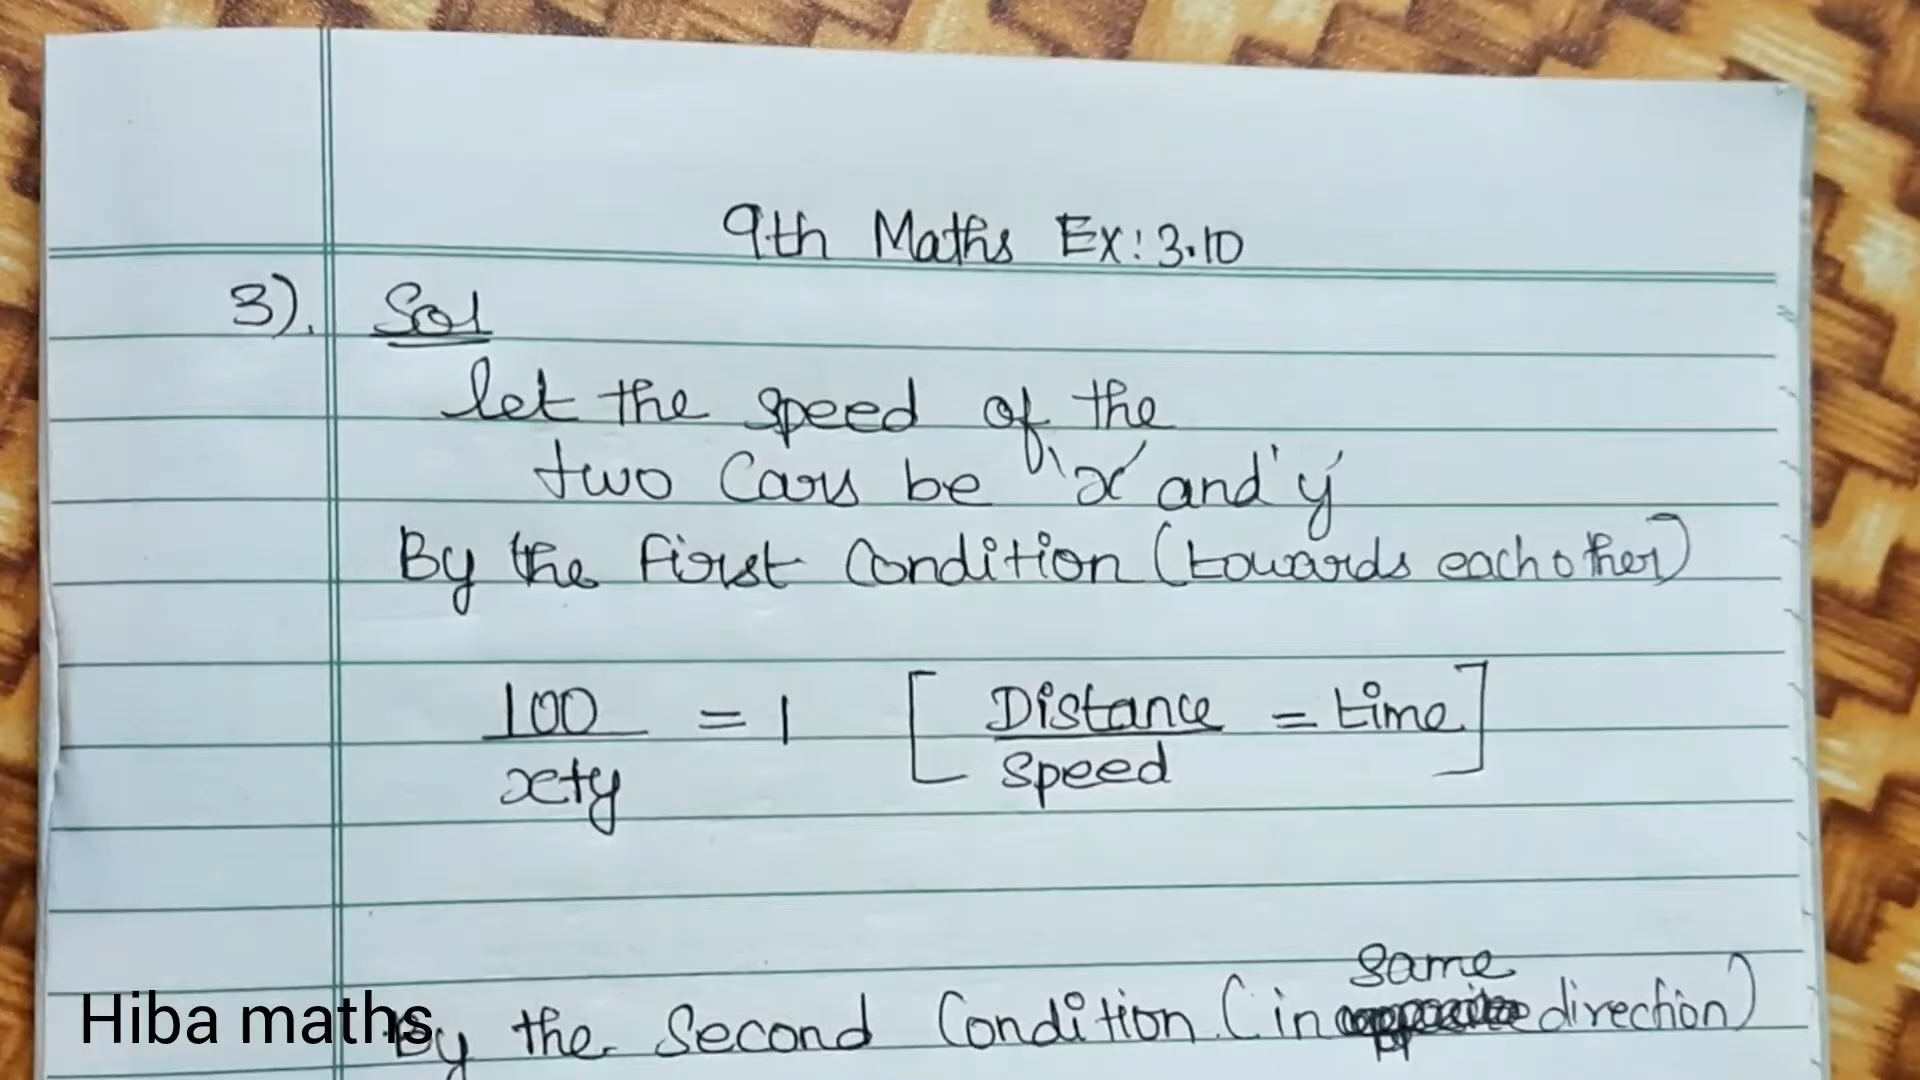 9th Maths Ex: 3.10
3). Sol
let the speed of the
two Cars be 'x' and 'y'
By the first Condition (towards each other)
100/x+y = 1 [Distance/Speed = time]
same
By the Second Condition (in direction)
Hiba maths